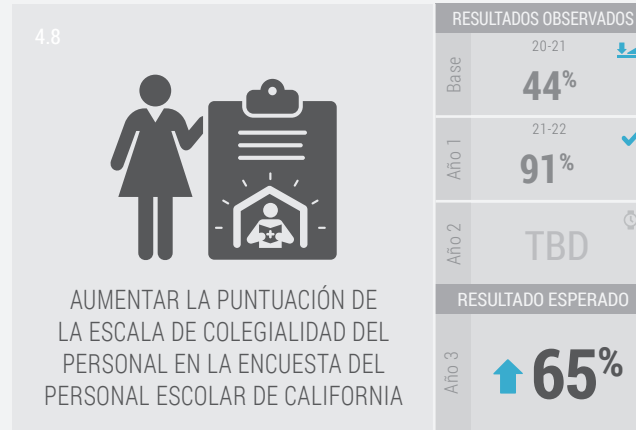 4.8
AUMENTAR LA PUNTUACIÓN DE
LA ESCALA DE COLEGIALIDAD DEL
PERSONAL EN LA ENCUESTA DEL
PERSONAL ESCOLAR DE CALIFORNIA
RESULTADOS OBSERVADOS
Base
20-21
44%
Año 1
21-22
91%
Año 2
TBD
RESULTADO ESPERADO
Año 3
65%